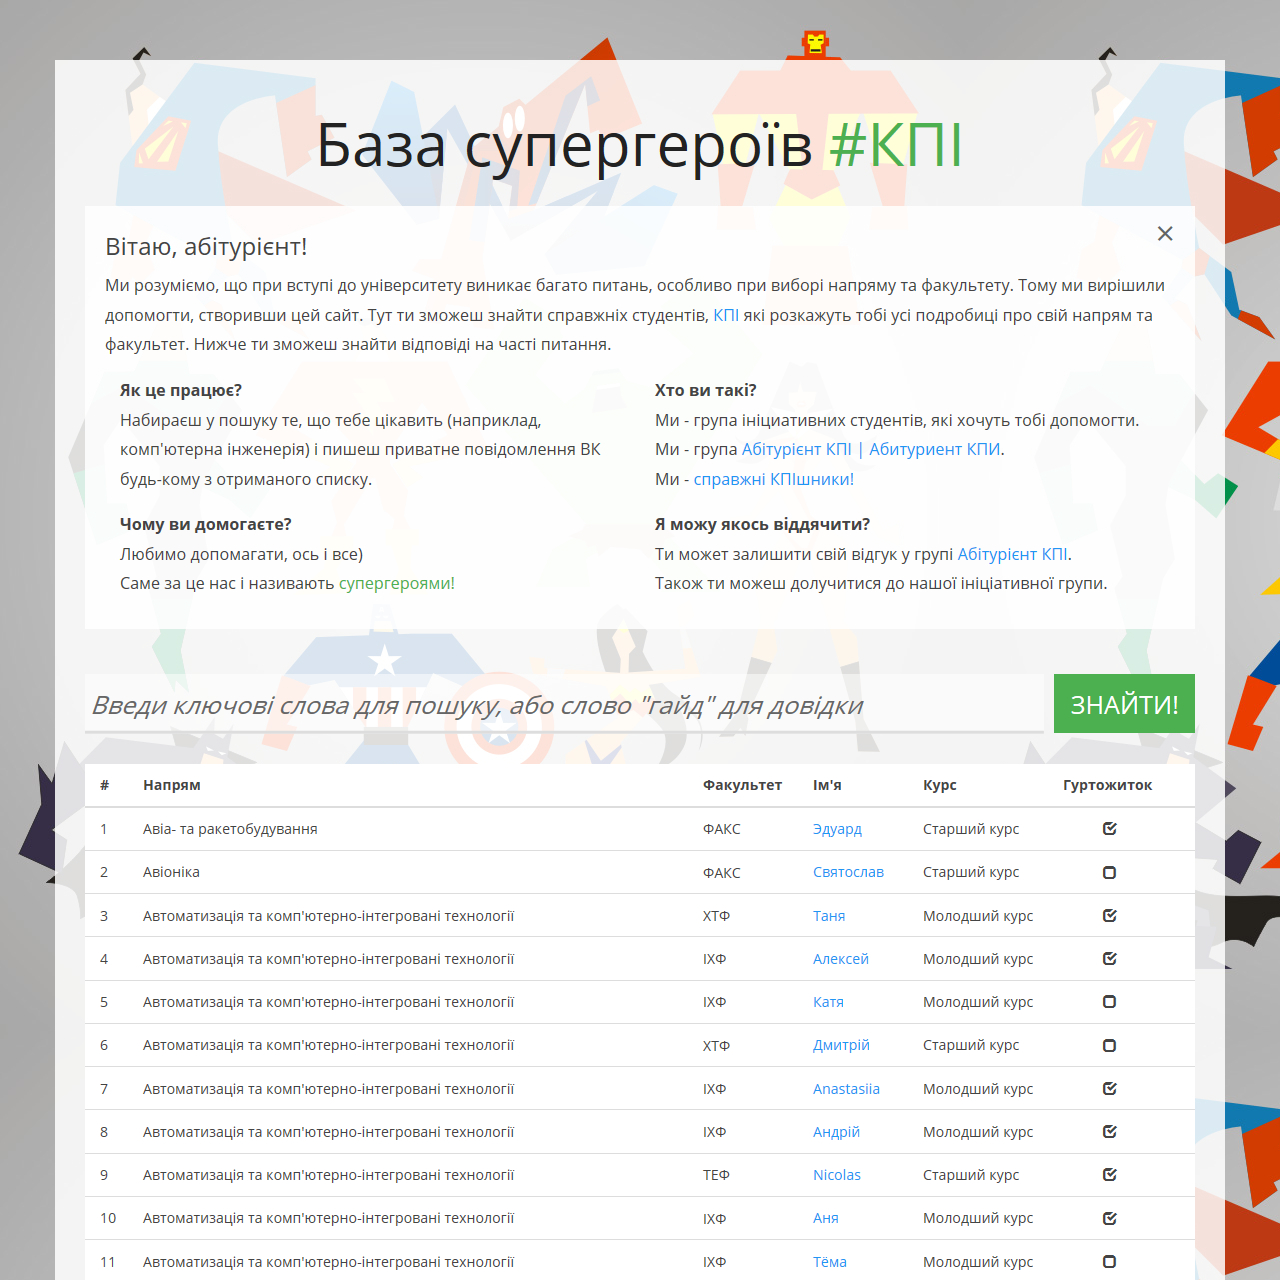 База супергероїв #КПІ
Вітаю, абітурієнт!
Ми розуміємо, що при вступі до університету виникає багато питань, особливо при виборі напряму та факультету. Тому ми вирішили
допомогти, створивши цей сайт. Тут ти зможеш знайти справжніх студентів, КПІ які розкажуть тобі усі подробиці про свій напрям та
факультет. Нижче ти зможеш знайти відповіді на часті питання.
Як це працює?
Набираєш у пошуку те, що тебе цікавить (наприклад,
комп'ютерна інженерія) і пишеш приватне повідомлення ВК
будь-кому з отриманого списку.
Хто ви такі?
Ми - група ініциативних студентів, які хочуть тобі допомогти.
Ми - група Абітурієнт КПІ | Абитуриент КПИ.
Ми - справжні КПІшники!
Чому ви домогаєте?
Любимо допомагати, ось і все)
Саме за це нас і називають супергероями!
Я можу якось віддячити?
Ти может залишити свій відгук у групі Абітурієнт КПІ.
Також ти можеш долучитися до нашої ініціативної групи.
Введи ключові слова для пошуку, або слово "гайд" для довідки ЗНАЙТИ!
# Напрям Факультет Ім'я Курс Гуртожиток
1 Авіа- та ракетобудування ФАКС Эдуард Старший курс
2 Авіоніка ФАКС Святослав Старший курс
3 Автоматизація та комп'ютерно-інтегровані технології ХТФ Таня Молодший курс
4 Автоматизація та комп'ютерно-інтегровані технології ІХФ Алексей Молодший курс
5 Автоматизація та комп'ютерно-інтегровані технології ІХФ Катя Молодший курс
6 Автоматизація та комп'ютерно-інтегровані технології ХТФ Дмитрій Старший курс
7 Автоматизація та комп'ютерно-інтегровані технології ІХФ Anastasiia Молодший курс
8 Автоматизація та комп'ютерно-інтегровані технології ІХФ Андрій Молодший курс
9 Автоматизація та комп'ютерно-інтегровані технології ТЕФ Nicolas Старший курс
10 Автоматизація та комп'ютерно-інтегровані технології ІХФ Аня Молодший курс
11 Автоматизація та комп'ютерно-інтегровані технології ІХФ Тёма Молодший курс